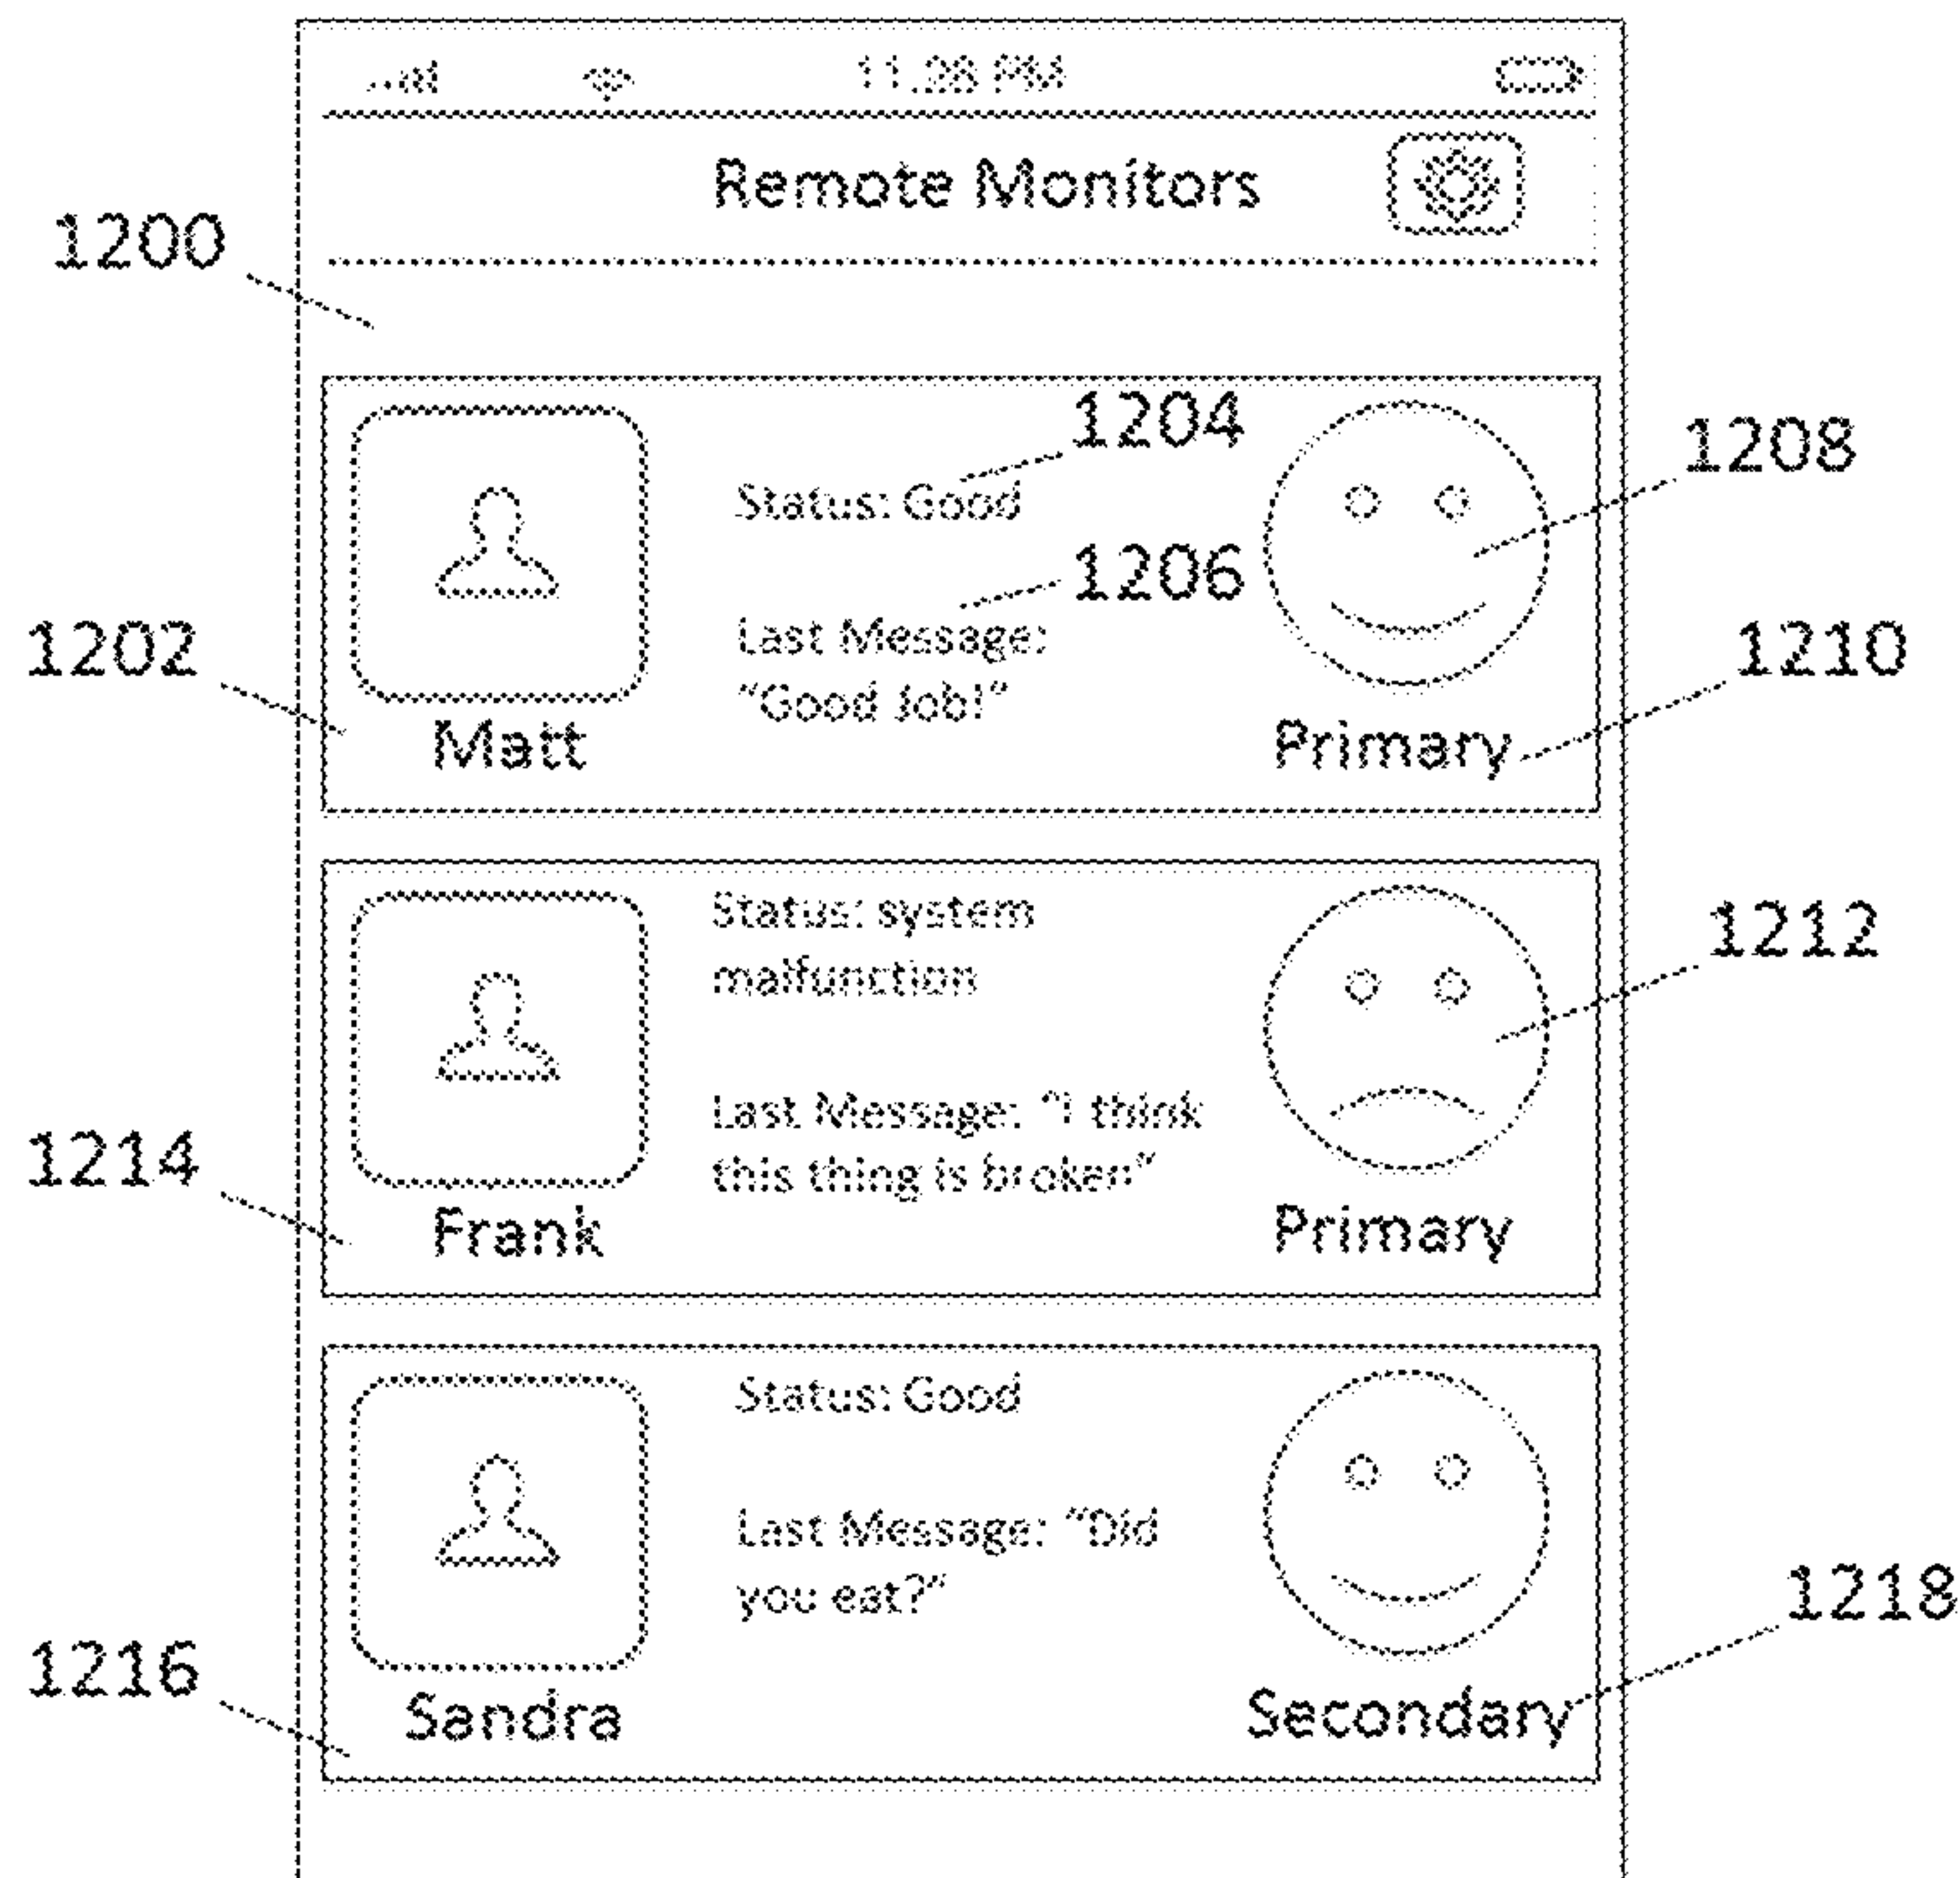 11:28 PM
Remote Monitors
1200
1204
1208
Status: Good
1206
Last Message:
"Good Job!"
1202
1210
Matt
Primary
Status: system
malfunction
1212
Last Message: "I think
this thing is broken"
1214
Frank
Primary
Status: Good
Last Message: "Did
you eat?"
1218
1216
Sandra
Secondary